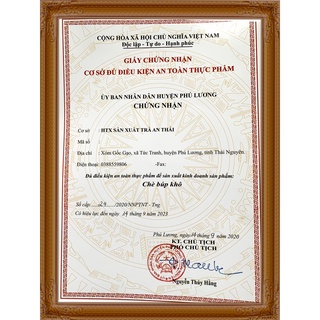 CỘNG HÒA XÃ HỘI CHỦ NGHĨA VIỆT NAM
Độc lập - Tự do - Hạnh phúc
GIẤY CHỨNG NHẬN
CƠ SỞ ĐỦ ĐIỀU KIỆN AN TOÀN THỰC PHẨM
ỦY BAN NHÂN DÂN HUYỆN PHÚ LƯƠNG
CHỨNG NHẬN
Cơ sở : HTX SẢN XUẤT TRÀ AN THÁI
Mã số :
Địa chỉ : Xóm Gốc Gạo, xã Tức Tranh, huyện Phú Lương, tỉnh Thái Nguyên.
Điện thoại: 0388559806 -Fax:
Đủ điều kiện an toàn thực phẩm để sản xuất kinh doanh sản phẩm:
Chè búp khô
Số cấp: /2020/NNPTNT - Tng
Có hiệu lực đến ngày tháng 9 năm 2023
Phú Lương, ngày tháng 9 năm 2020
KT. CHỦ TỊCH
PHÓ CHỦ TỊCH
Nguyễn Thúy Hằng